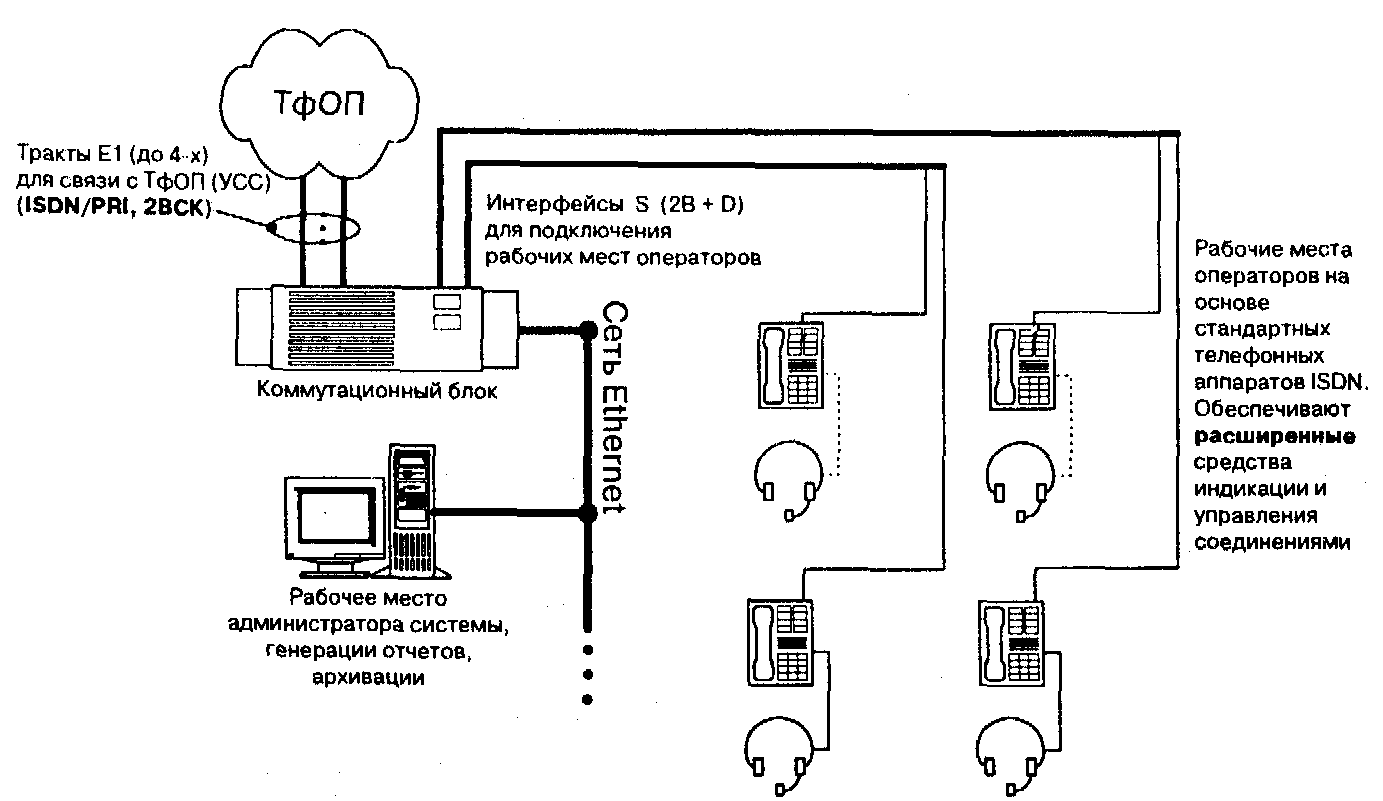 ТфОП
Тракты Е1 (до 4-х)
для связи с ТфОП (УСС)
(ISDN/PRI, 2ВСК)
Интерфейсы S (2B + D)
для подключения
рабочих мест операторов
Коммутационный блок
Сеть Ethernet
Рабочее место
администратора системы,
генерации отчетов,
архивации
Рабочие места
операторов на
основе
стандартных
телефонных
аппаратов ISDN.
Обеспечивают
расширенные
средства
индикации и
управления
соединениями